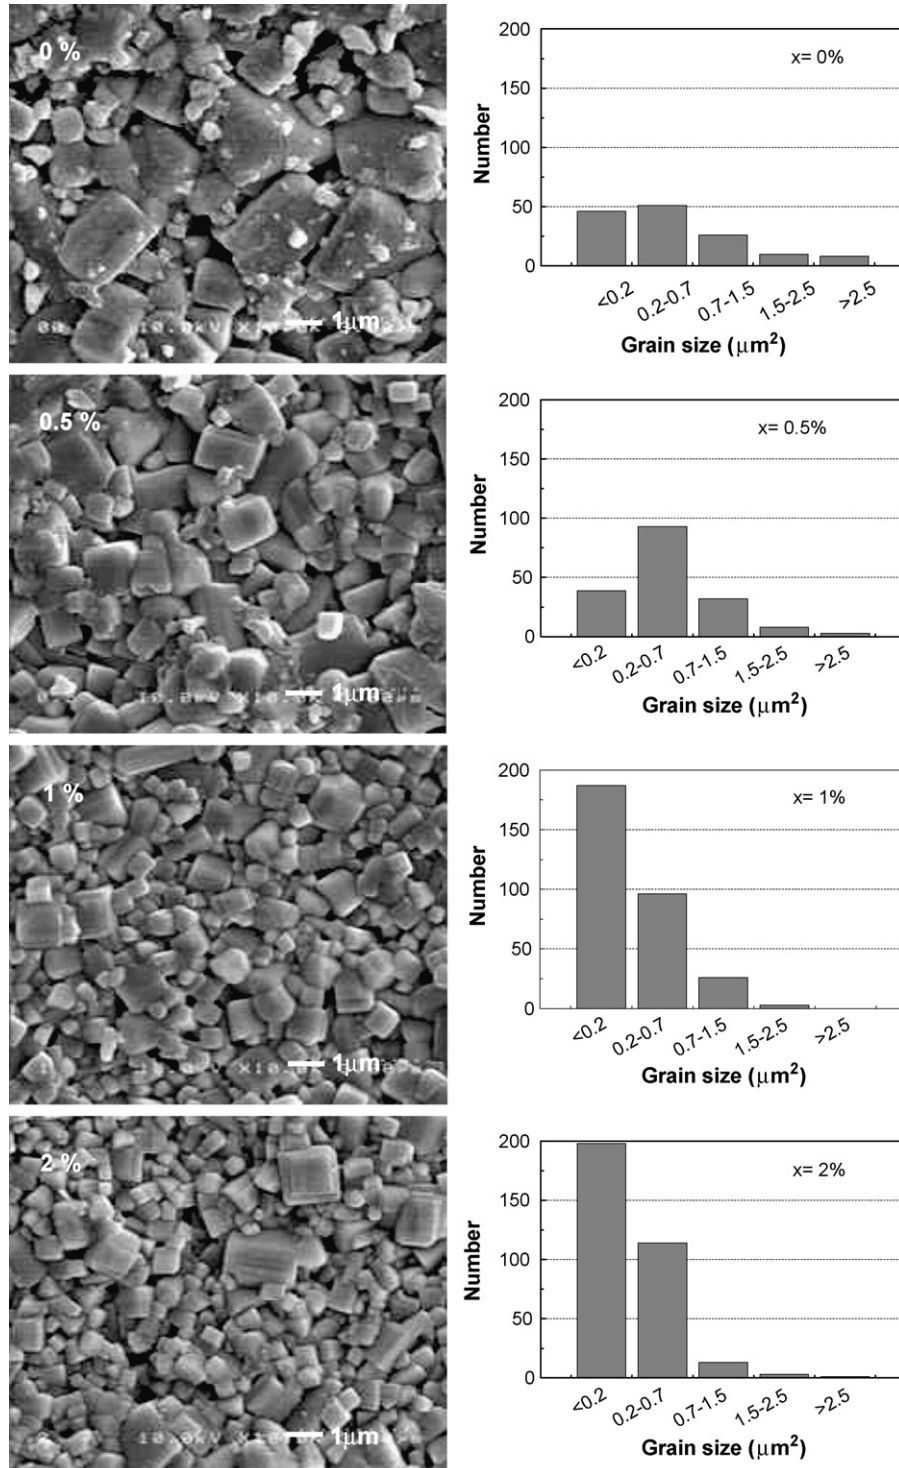 0 %
1μm
200
150
100
50
0
Number
x= 0%
<0.2
0.2-0.7
0.7-1.5
1.5-2.5
>2.5
Grain size (μm²)
0.5 %
1μm
200
150
100
50
0
Number
x= 0.5%
<0.2
0.2-0.7
0.7-1.5
1.5-2.5
>2.5
Grain size (μm²)
1 %
1μm
200
150
100
50
0
Number
x= 1%
<0.2
0.2-0.7
0.7-1.5
1.5-2.5
>2.5
Grain size (μm²)
2 %
1μm
200
150
100
50
0
Number
x= 2%
<0.2
0.2-0.7
0.7-1.5
1.5-2.5
>2.5
Grain size (μm²)